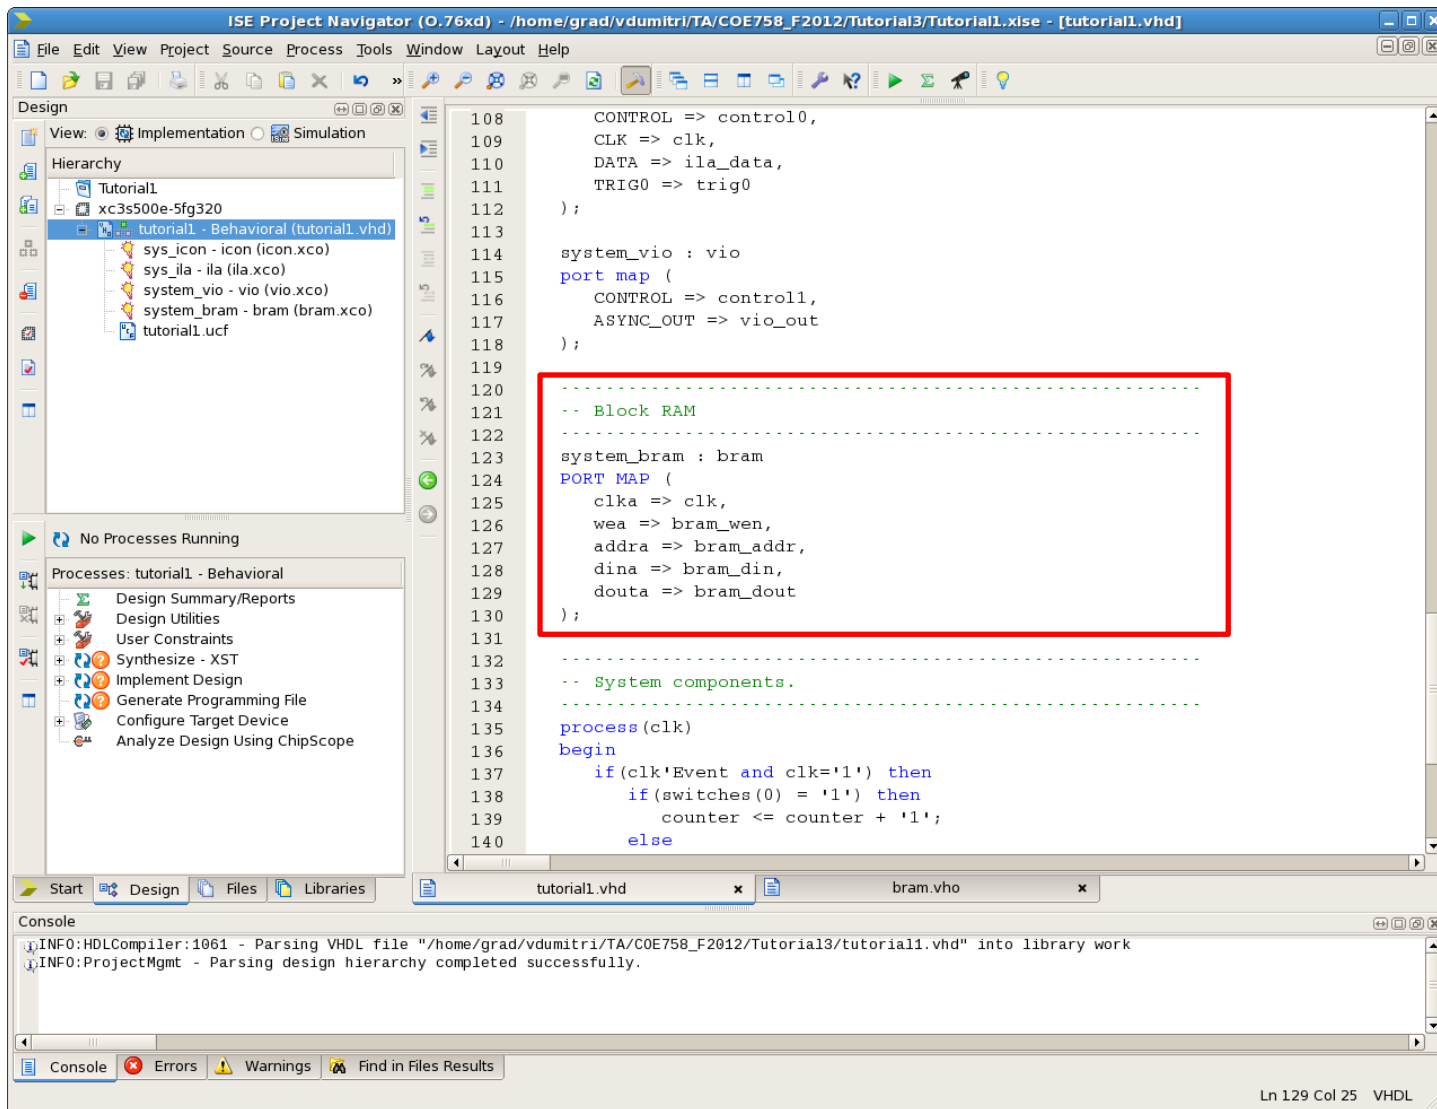 ISE Project Navigator (O.76xd) - /home/grad/vdumitri/TA/COE758_F2012/Tutorial3/Tutorial1.xise - [tutorial1.vhd]
File Edit View Project Source Process Tools Window Layout Help
»
Design
View: Implementation Simulation
Hierarchy
Tutorial1
xc3s500e-5fg320
tutorial1 - Behavioral (tutorial1.vhd)
sys_icon - icon (icon.xco)
sys_ila - ila (ila.xco)
system_vio - vio (vio.xco)
system_bram - bram (bram.xco)
tutorial1.ucf
No Processes Running
Processes: tutorial1 - Behavioral
Design Summary/Reports
Design Utilities
User Constraints
Synthesize - XST
Implement Design
Generate Programming File
Configure Target Device
Analyze Design Using ChipScope
Start Design Files Libraries
108 CONTROL => control0,
109 CLK => clk,
110 DATA => ila_data,
111 TRIG0 => trig0
112 );
113
114 system_vio : vio
115 port map (
116 CONTROL => control1,
117 ASYNC_OUT => vio_out
118 );
119
120 ---------------------------------------------------------
121 -- Block RAM
122 ---------------------------------------------------------
123 system_bram : bram
124 PORT MAP (
125 clka => clk,
126 wea => bram_wen,
127 addra => bram_addr,
128 dina => bram_din,
129 douta => bram_dout
130 );
131
132 ---------------------------------------------------------
133 -- System components.
134 ---------------------------------------------------------
135 process(clk)
136 begin
137 if(clk'Event and clk='1') then
138 if(switches(0) = '1') then
139 counter <= counter + '1';
140 else
tutorial1.vhd bram.vho
Console
INFO:HDLCompiler:1061 - Parsing VHDL file "/home/grad/vdumitri/TA/COE758_F2012/Tutorial3/tutorial1.vhd" into library work
INFO:ProjectMgmt - Parsing design hierarchy completed successfully.
Console Errors Warnings Find in Files Results
Ln 129 Col 25 VHDL